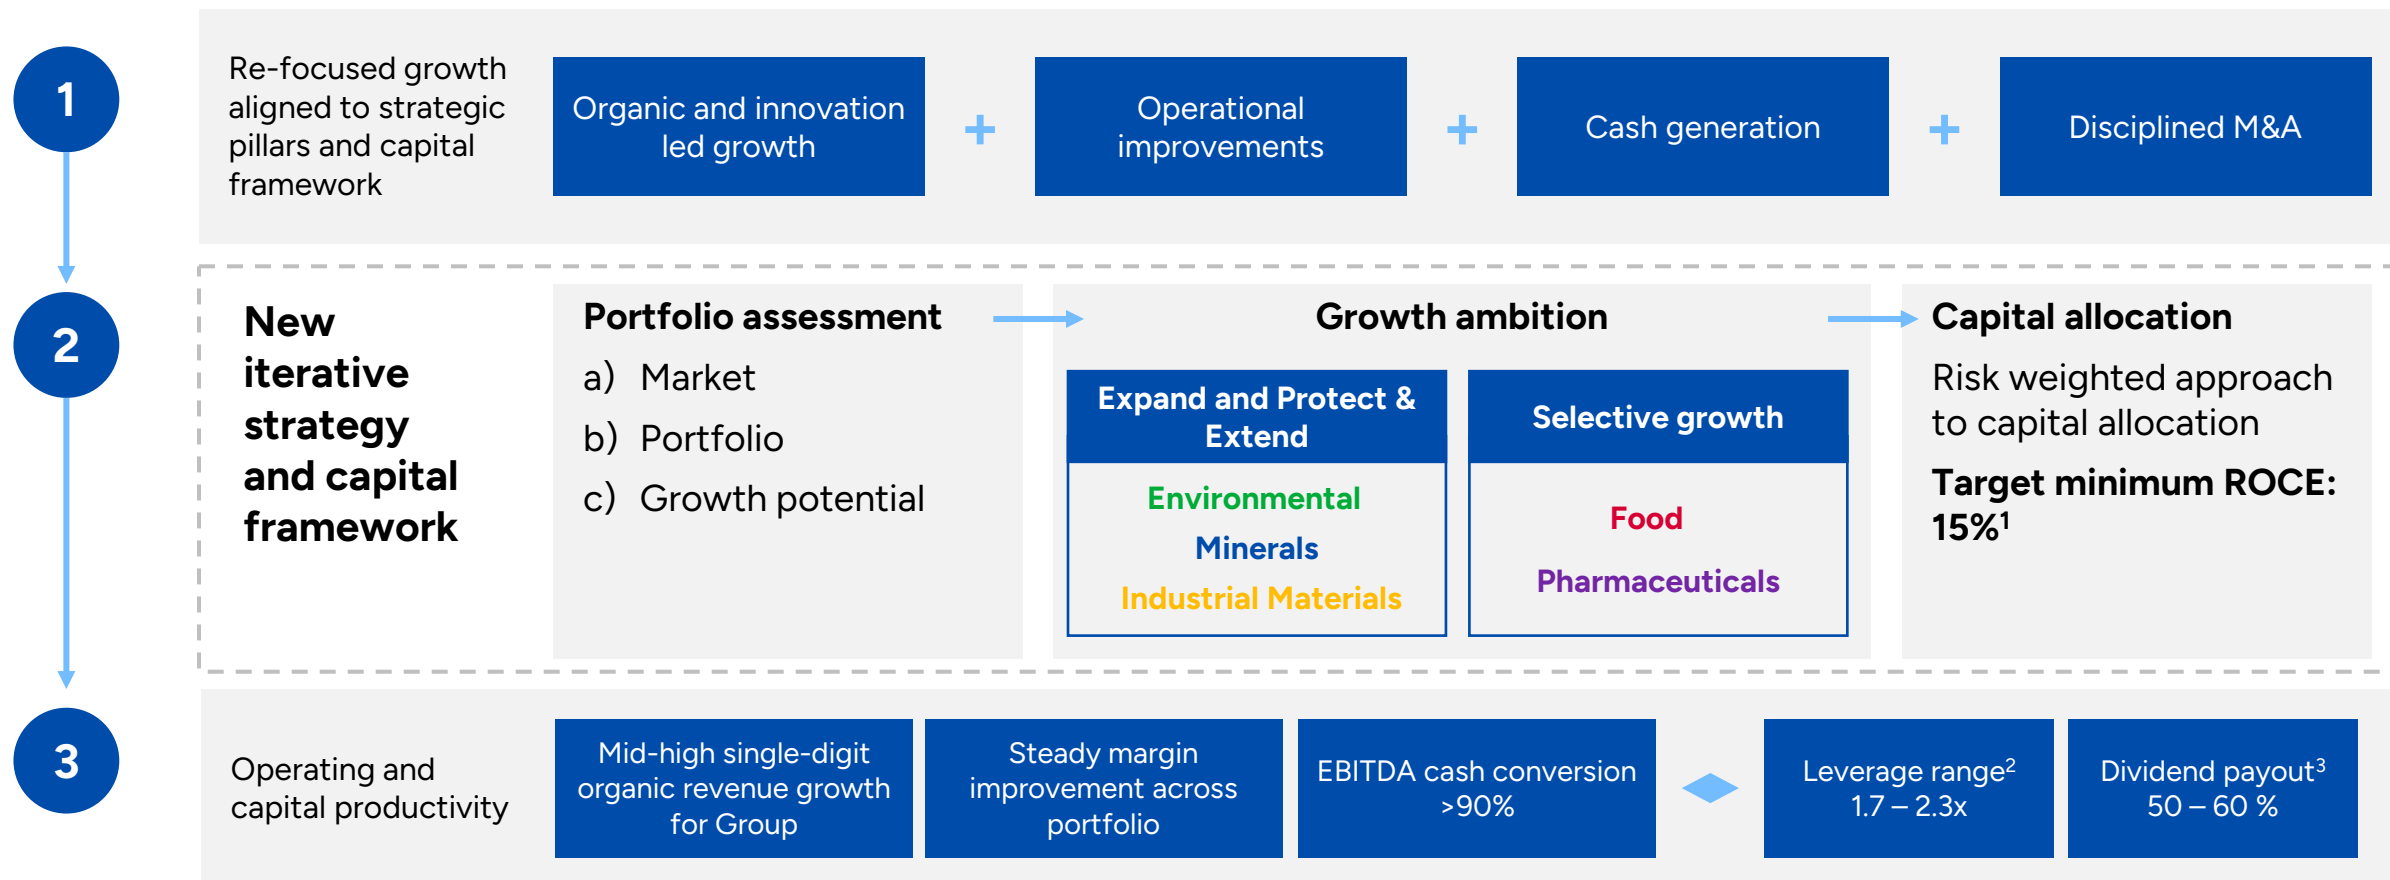 1
Re-focused growth
aligned to strategic
pillars and capital
framework
Organic and innovation
led growth
+
Operational
improvements
+
Cash generation
+
Disciplined M&A
2
New
iterative
strategy
and capital
framework
Portfolio assessment
a) Market
b) Portfolio
c) Growth potential
Growth ambition
Expand and Protect &
Extend
Environmental
Minerals
Industrial Materials
Selective growth
Food
Pharmaceuticals
Capital allocation
Risk weighted approach
to capital allocation
Target minimum ROCE:
15%¹
3
Operating and
capital productivity
Mid-high single-digit
organic revenue growth
for Group
Steady margin
improvement across
portfolio
EBITDA cash conversion
>90%
Leverage range²
1.7 – 2.3x
Dividend payout³
50 – 60 %